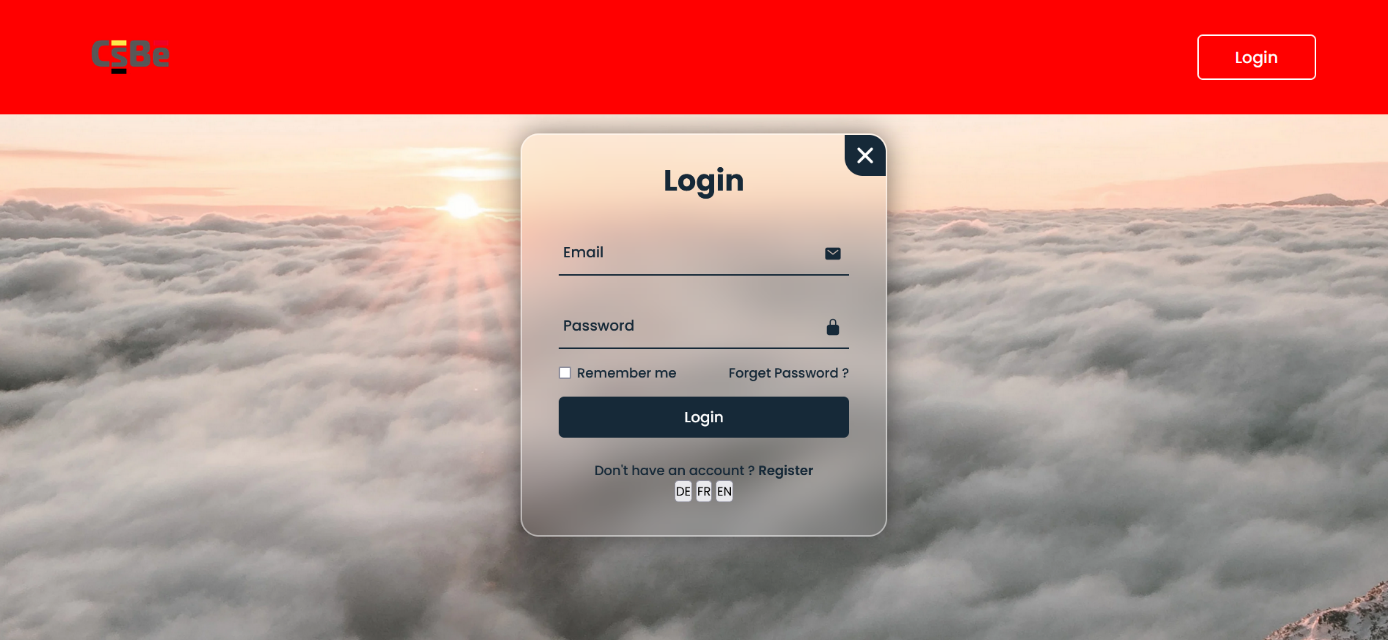 CsBe
Login
Login
Email
Password
Remember me Forget Password ?
Login
Don't have an account ? Register
DE FR EN